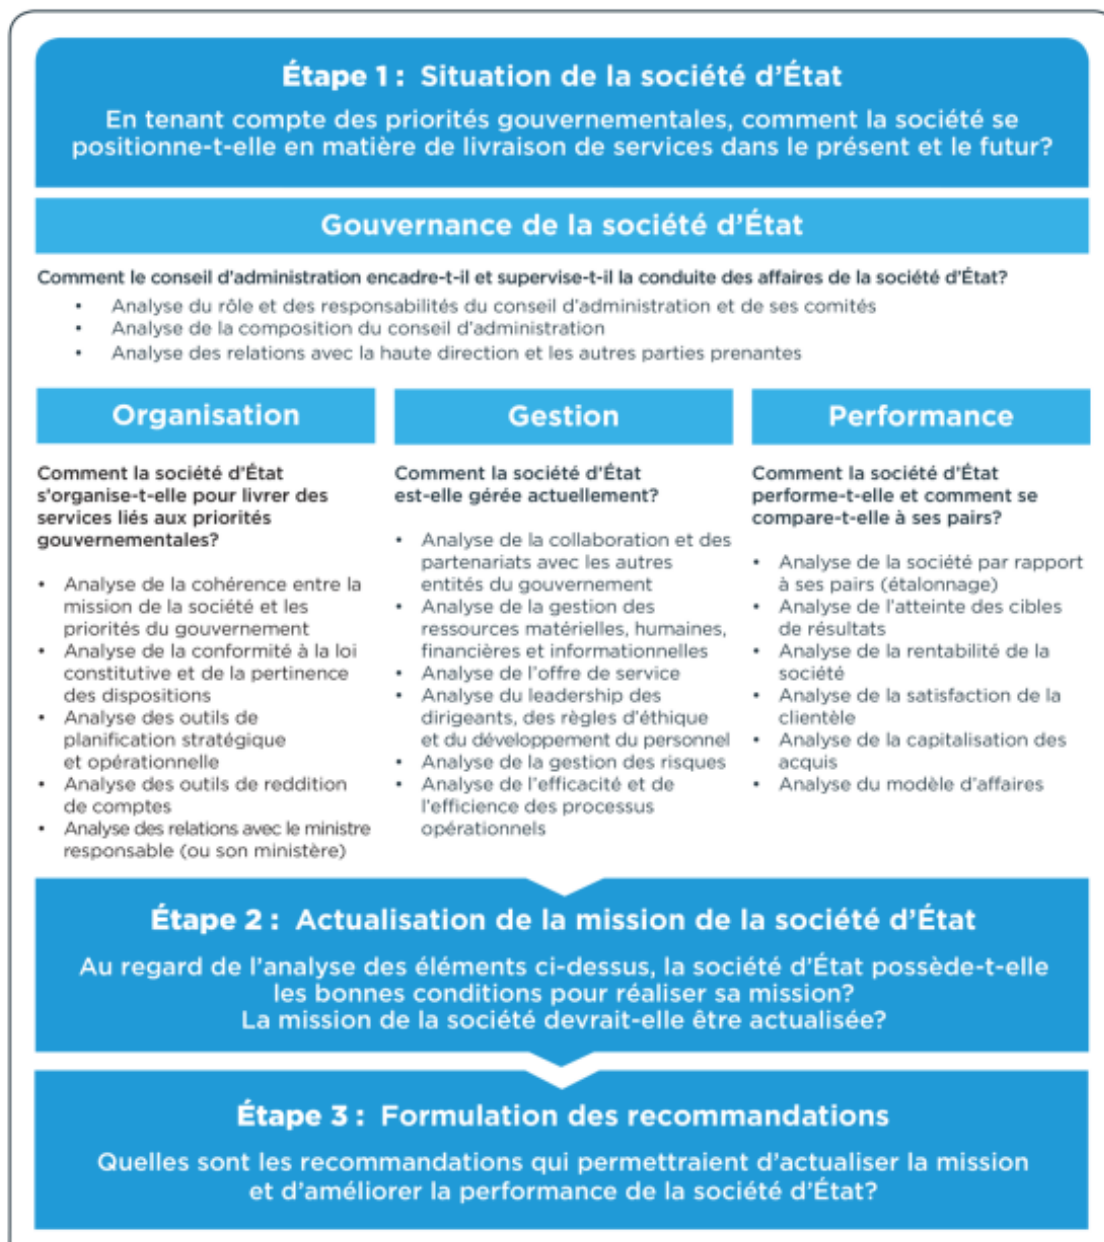 Étape 1 : Situation de la société d'État
En tenant compte des priorités gouvernementales, comment la société se
positionne-t-elle en matière de livraison de services dans le présent et le futur?
Gouvernance de la société d'État
Comment le conseil d'administration encadre-t-il et supervise-t-il la conduite des affaires de la société d'État?
• Analyse du rôle et des responsabilités du conseil d'administration et de ses comités
• Analyse de la composition du conseil d'administration
• Analyse des relations avec la haute direction et les autres parties prenantes
Organisation
Comment la société d'État
s'organise-t-elle pour livrer des
services liés aux priorités
gouvernementales?
• Analyse de la cohérence entre la
mission de la société et les
priorités du gouvernement
• Analyse de la conformité à la loi
constitutive et de la pertinence
des dispositions
• Analyse des outils de
planification stratégique
et opérationnelle
• Analyse des outils de reddition
de comptes
• Analyse des relations avec le ministre
responsable (ou son ministère)
Gestion
Comment la société d'État
est-elle gérée actuellement?
• Analyse de la collaboration et des
partenariats avec les autres
entités du gouvernement
• Analyse de la gestion des
ressources matérielles, humaines,
financières et informationnelles
• Analyse de l'offre de service
• Analyse du leadership des
dirigeants, des règles d'éthique
et du développement du personnel
• Analyse de la gestion des risques
• Analyse de l'efficacité et de
l'efficience des processus
opérationnels
Performance
Comment la société d'État
performe-t-elle et comment se
compare-t-elle à ses pairs?
• Analyse de la société par rapport
à ses pairs (étalonnage)
• Analyse de l'atteinte des cibles
de résultats
• Analyse de la rentabilité de la
société
• Analyse de la satisfaction de la
clientèle
• Analyse de la capitalisation des
acquis
• Analyse du modèle d'affaires
Étape 2 : Actualisation de la mission de la société d'État
Au regard de l'analyse des éléments ci-dessus, la société d'État possède-t-elle
les bonnes conditions pour réaliser sa mission?
La mission de la société devrait-elle être actualisée?
Étape 3 : Formulation des recommandations
Quelles sont les recommandations qui permettraient d'actualiser la mission
et d'améliorer la performance de la société d'État?